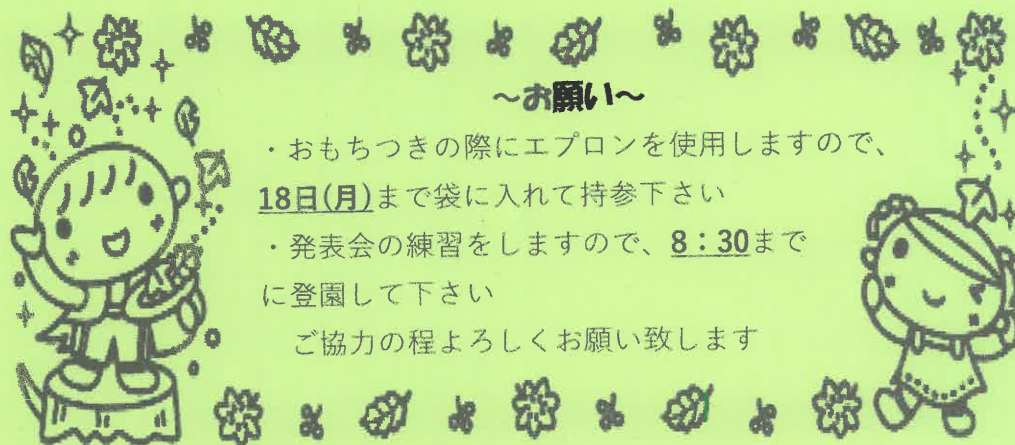 ～お願い～
・おもちつきの際にエプロンを使用しますので、
18日(月)まで袋に入れて持参下さい
・発表会の練習をしますので、8：30まで
に登園して下さい
ご協力の程よろしくお願い致します